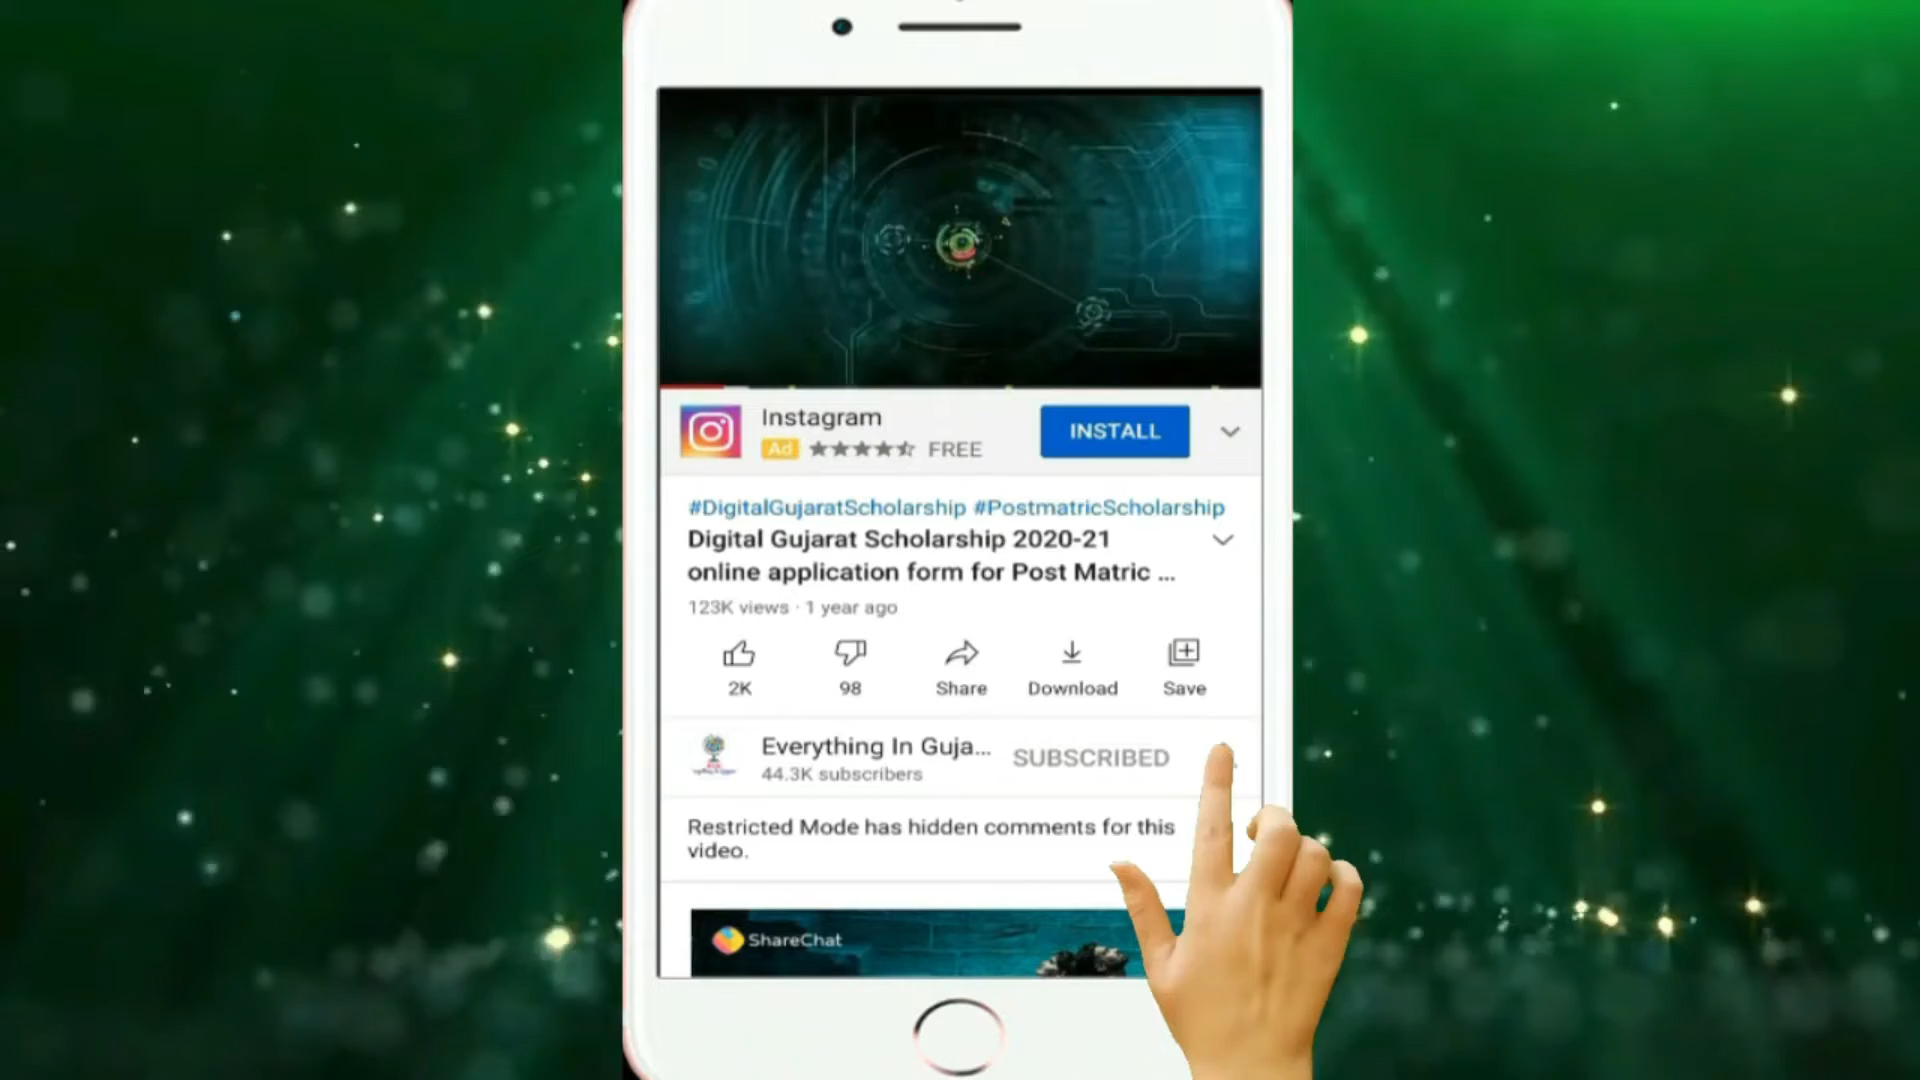 Instagram
INSTALL
Ad
FREE
#DigitalGujaratScholarship #PostmatricScholarship
Digital Gujarat Scholarship 2020-21
online application form for Post Matric ...
123K views · 1 year ago
2K
98
Share
Download
Save
Everything In Guja...
SUBSCRIBED
44.3K subscribers
Restricted Mode has hidden comments for this
video.
ShareChat